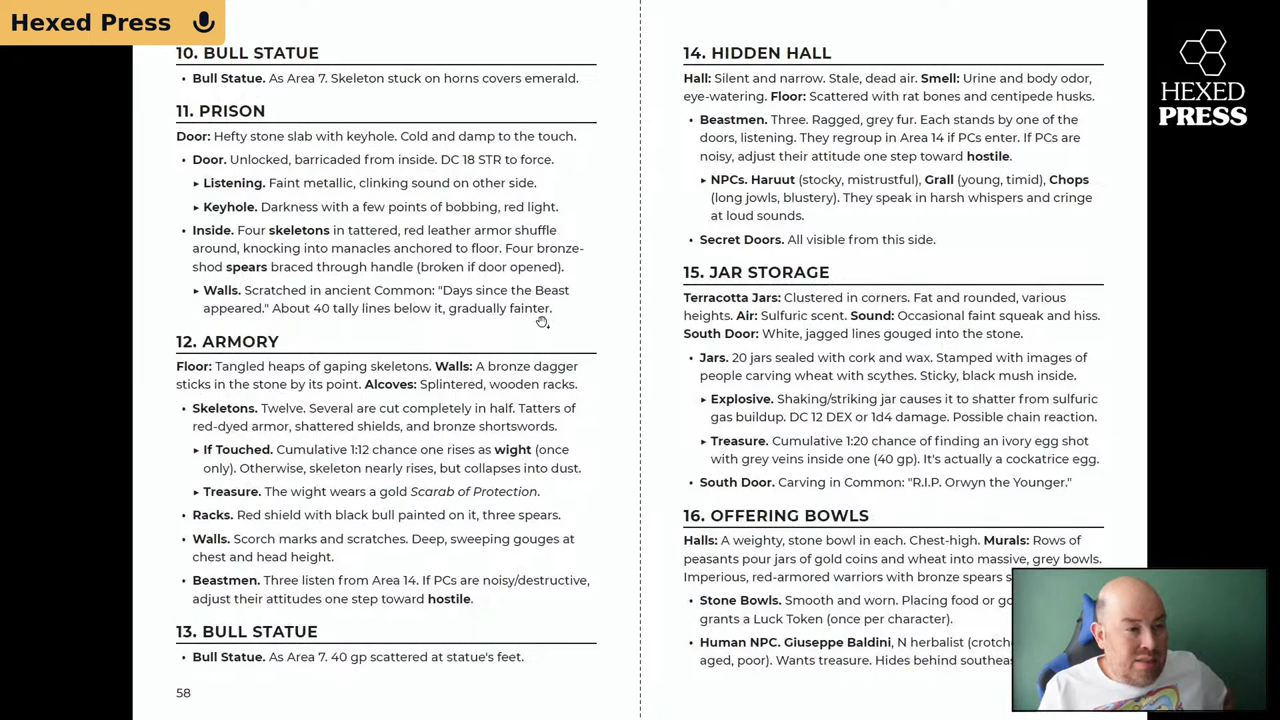 Hexed Press
HEXED
PRESS
10. BULL STATUE
• Bull Statue. As Area 7. Skeleton stuck on horns covers emerald.
11. PRISON
Door: Hefty stone slab with keyhole. Cold and damp to the touch.
• Door. Unlocked, barricaded from inside. DC 18 STR to force.
▸ Listening. Faint metallic, clinking sound on other side.
▸ Keyhole. Darkness with a few points of bobbing, red light.
• Inside. Four skeletons in tattered, red leather armor shuffle
around, knocking into manacles anchored to floor. Four bronze-
shod spears braced through handle (broken if door opened).
▸ Walls. Scratched in ancient Common: "Days since the Beast
appeared." About 40 tally lines below it, gradually fainter.
12. ARMORY
Floor: Tangled heaps of gaping skeletons. Walls: A bronze dagger
sticks in the stone by its point. Alcoves: Splintered, wooden racks.
• Skeletons. Twelve. Several are cut completely in half. Tatters of
red-dyed armor, shattered shields, and bronze shortswords.
▸ If Touched. Cumulative 1:12 chance one rises as wight (once
only). Otherwise, skeleton nearly rises, but collapses into dust.
▸ Treasure. The wight wears a gold Scarab of Protection.
• Racks. Red shield with black bull painted on it, three spears.
• Walls. Scorch marks and scratches. Deep, sweeping gouges at
chest and head height.
• Beastmen. Three listen from Area 14. If PCs are noisy/destructive,
adjust their attitudes one step toward hostile.
13. BULL STATUE
• Bull Statue. As Area 7. 40 gp scattered at statue's feet.
58
14. HIDDEN HALL
Hall: Silent and narrow. Stale, dead air. Smell: Urine and body odor,
eye-watering. Floor: Scattered with rat bones and centipede husks.
• Beastmen. Three. Ragged, grey fur. Each stands by one of the
doors, listening. They regroup in Area 14 if PCs enter. If PCs are
noisy, adjust their attitude one step toward hostile.
▸ NPCs. Haruut (stocky, mistrustful), Grall (young, timid), Chops
(long jowls, blustery). They speak in harsh whispers and cringe
at loud sounds.
• Secret Doors. All visible from this side.
15. JAR STORAGE
Terracotta Jars: Clustered in corners. Fat and rounded, various
heights. Air: Sulfuric scent. Sound: Occasional faint squeak and hiss.
South Door: White, jagged lines gouged into the stone.
• Jars. 20 jars sealed with cork and wax. Stamped with images of
people carving wheat with scythes. Sticky, black mush inside.
▸ Explosive. Shaking/striking jar causes it to shatter from sulfuric
gas buildup. DC 12 DEX or 1d4 damage. Possible chain reaction.
▸ Treasure. Cumulative 1:20 chance of finding an ivory egg shot
with grey veins inside one (40 gp). It's actually a cockatrice egg.
• South Door. Carving in Common: "R.I.P. Orwyn the Younger."
16. OFFERING BOWLS
Halls: A weighty, stone bowl in each. Chest-high. Murals: Rows of
peasants pour jars of gold coins and wheat into massive, grey bowls.
Imperious, red-armored warriors with bronze spears
• Stone Bowls. Smooth and worn. Placing food or
grants a Luck Token (once per character).
• Human NPC. Giuseppe Baldini, N herbalist
aged, poor). Wants treasure. Hides behind